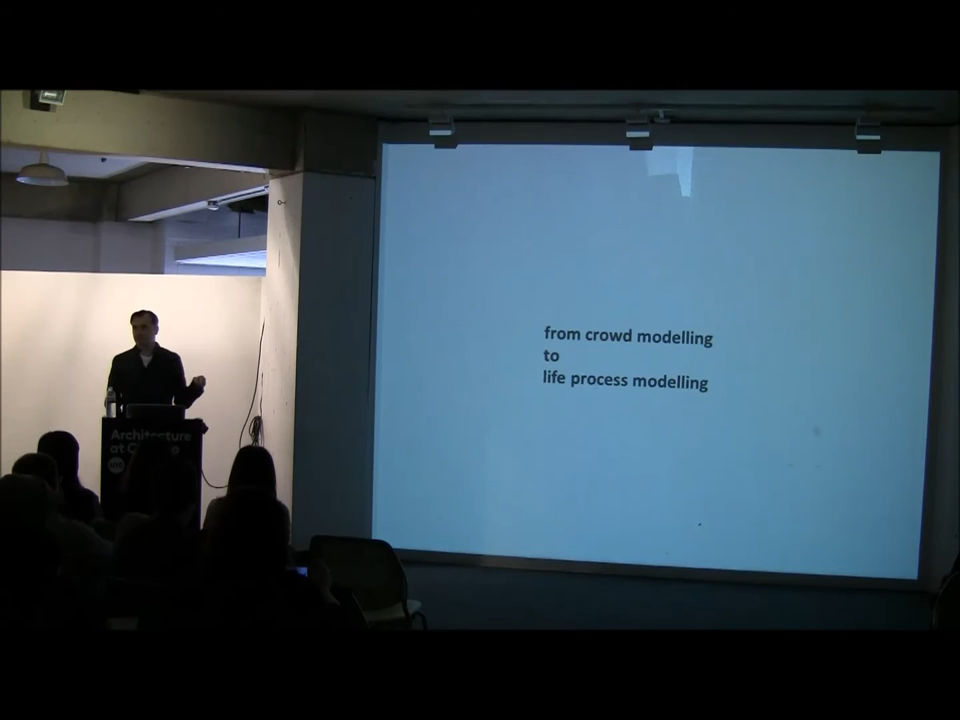 from crowd modelling
to
life process modelling
Architecture
at